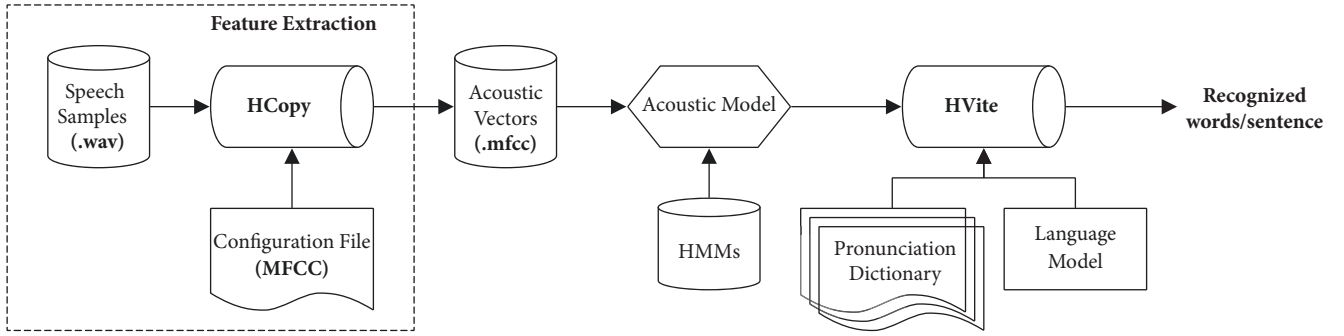 Feature Extraction
Speech
Samples
(.wav)
HCopy
Configuration File
(MFCC)
Acoustic
Vectors
(.mfcc)
Acoustic Model
HMMs
HVite
Pronunciation
Dictionary
Language
Model
Recognized
words/sentence